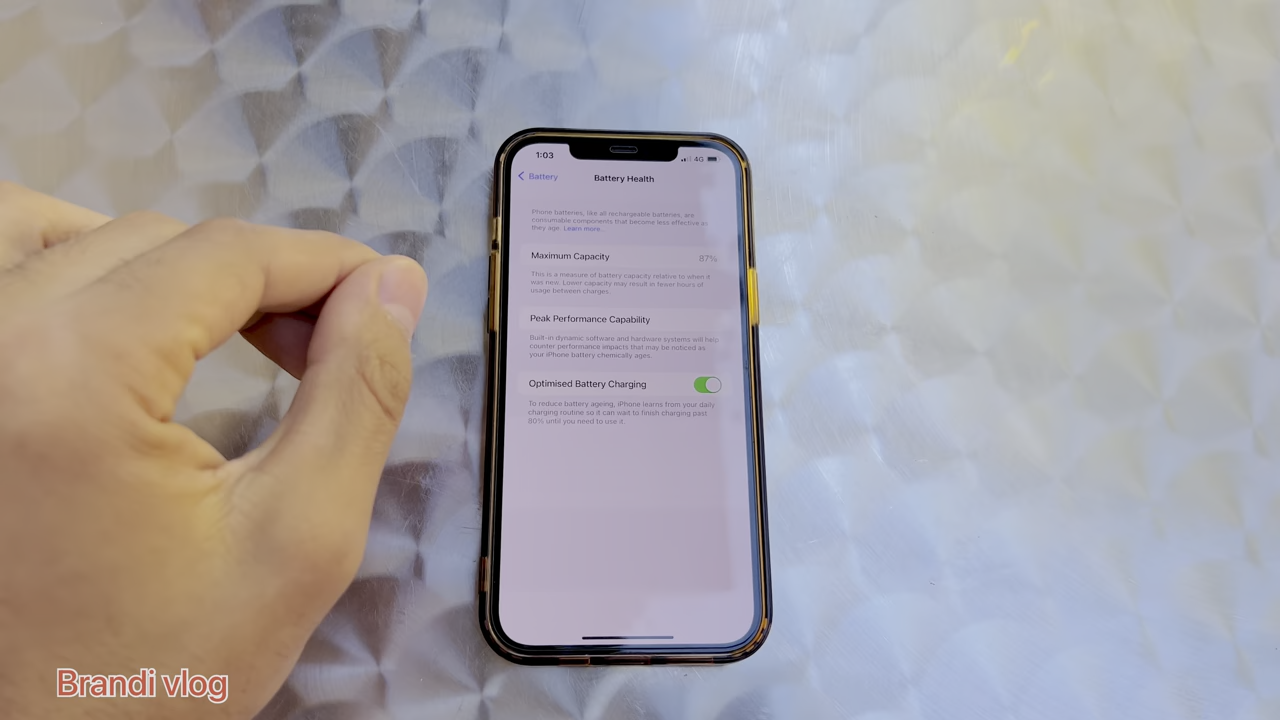 1:03
4G
Battery
Battery Health
Phone batteries, like all rechargeable batteries, are
consumable components that become less effective as
they age. Learn more...
Maximum Capacity
87%
This is a measure of battery capacity relative to when it
was new. Lower capacity may result in fewer hours of
usage between charges.
Peak Performance Capability
Built-in dynamic software and hardware systems will help
counter performance impacts that may be noticed as
your iPhone battery chemically ages.
Optimised Battery Charging
To reduce battery ageing, iPhone learns from your daily
charging routine so it can wait to finish charging past
80% until you need to use it.
Brandi vlog